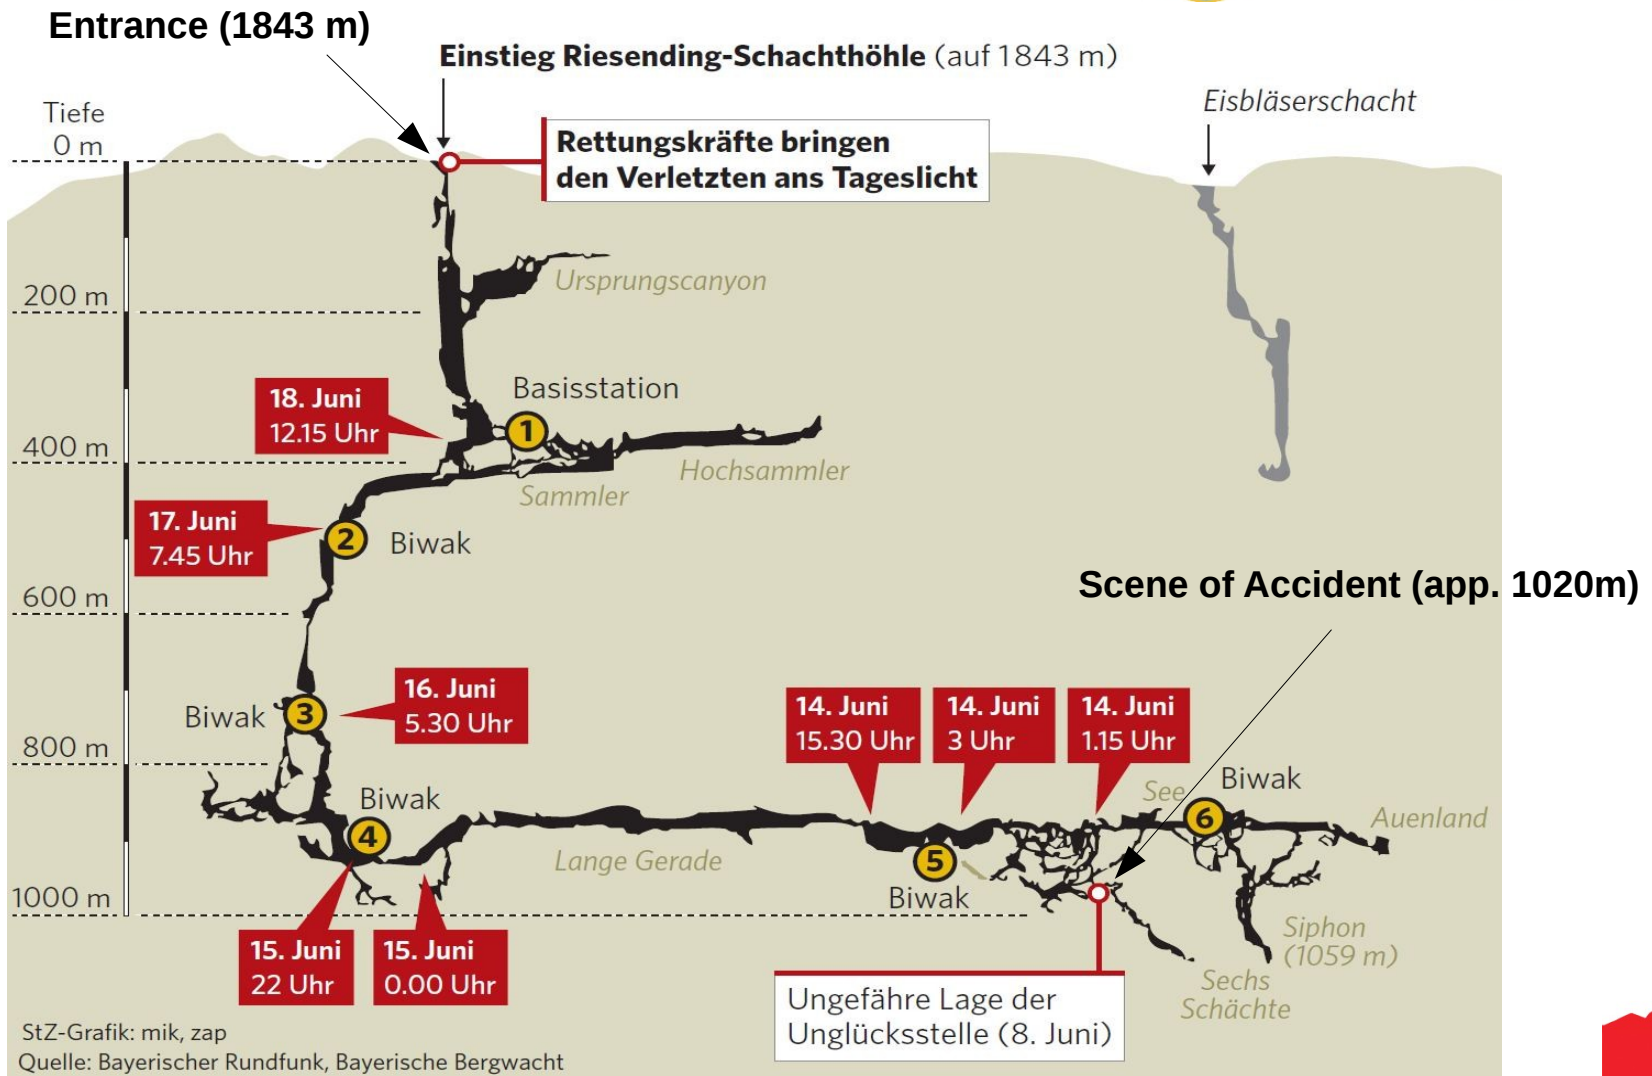 Entrance (1843 m)
Einstieg Riesending-Schachthöhle (auf 1843 m)
Eisbläserschacht
Tiefe
0 m
Rettungskräfte bringen
den Verletzten ans Tageslicht
Ursprungscanyon
200 m
18. Juni
12.15 Uhr
Basisstation
1
400 m
Hochsammler
Sammler
17. Juni
7.45 Uhr
2
Biwak
Scene of Accident (app. 1020m)
600 m
Biwak
3
16. Juni
5.30 Uhr
14. Juni
15.30 Uhr
14. Juni
3 Uhr
14. Juni
1.15 Uhr
800 m
Biwak
4
See
Biwak
6
Auenland
Lange Gerade
5
Biwak
1000 m
15. Juni
22 Uhr
15. Juni
0.00 Uhr
Siphon
(1059 m)
Sechs
Schächte
Ungefähre Lage der
Unglücksstelle (8. Juni)
StZ-Grafik: mik, zap
Quelle: Bayerischer Rundfunk, Bayerische Bergwacht